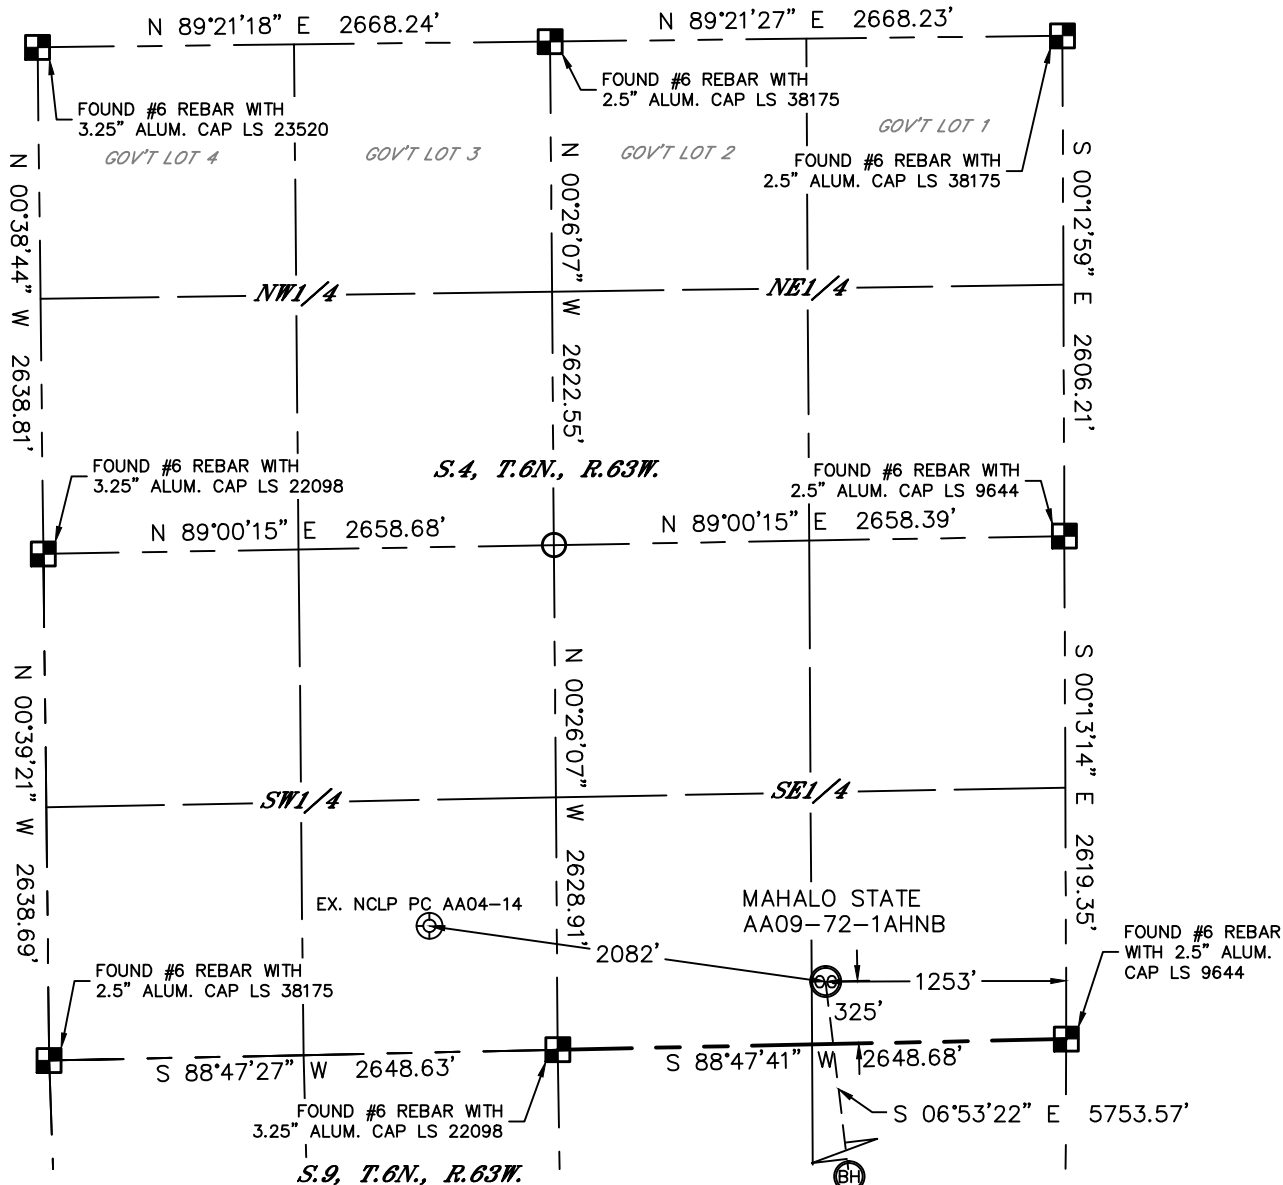 N 89°21'18" E 2668.24'
N 89°21'27" E 2668.23'
FOUND #6 REBAR WITH
3.25" ALUM. CAP LS 23520
FOUND #6 REBAR WITH
2.5" ALUM. CAP LS 38175
GOV'T LOT 4
GOV'T LOT 3
GOV'T LOT 2
GOV'T LOT 1
FOUND #6 REBAR WITH
2.5" ALUM. CAP LS 38175
N 00°38'44" W 2638.81'
N 00°26'07" W 2622.55'
S 00°12'59" E 2606.21'
NW1/4
NE1/4
S.4, T.6N., R.63W.
FOUND #6 REBAR WITH
3.25" ALUM. CAP LS 22098
FOUND #6 REBAR WITH
2.5" ALUM. CAP LS 9644
N 89°00'15" E 2658.68'
N 89°00'15" E 2658.39'
N 00°39'21" W 2638.69'
N 00°26'07" W 2628.91'
S 00°13'14" E 2619.35'
SW1/4
SE1/4
EX. NCLP PC AA04-14
MAHALO STATE
AA09-72-1AHNB
2082'
1253'
325'
FOUND #6 REBAR
WITH 2.5" ALUM.
CAP LS 9644
FOUND #6 REBAR WITH
2.5" ALUM. CAP LS 38175
S 88°47'27" W 2648.63'
S 88°47'41" W 2648.68'
FOUND #6 REBAR WITH
3.25" ALUM. CAP LS 22098
S 06°53'22" E 5753.57'
S.9, T.6N., R.63W.
BH